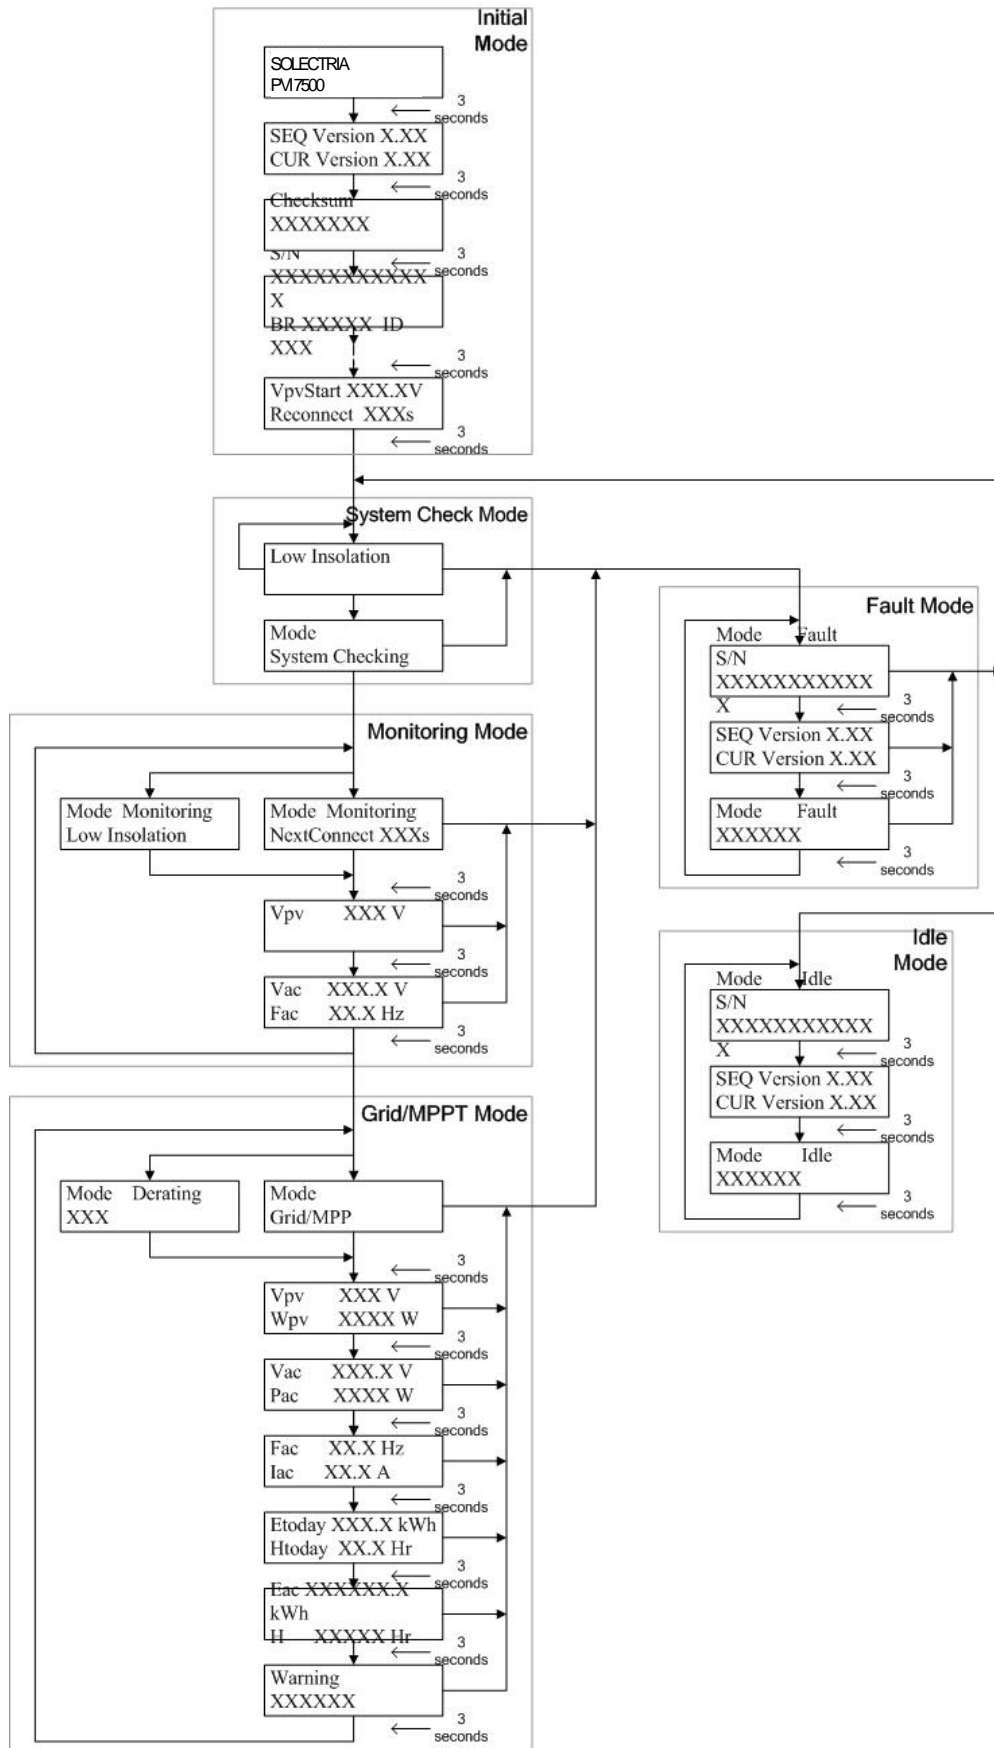 Initial
Mode
SOLECTRIA
PVI7500
3
seconds
SEQ Version X.XX
CUR Version X.XX
3
seconds
Checksum
XXXXXXX
3
seconds
S/N
XXXXXXXXXXX
X
BR XXXXX ID
XXX
3
seconds
VpvStart XXX.XV
Reconnect XXXs
3
seconds
System Check Mode
Low Insolation
Mode
System Checking
Monitoring Mode
Mode Monitoring
Low Insolation
Mode Monitoring
NextConnect XXXs
3
seconds
Vpv XXX V
3
seconds
Vac XXX.X V
Fac XX.X Hz
3
seconds
Grid/MPPT Mode
Mode Derating
XXX
Mode
Grid/MPP
3
seconds
Vpv XXX V
Wpv XXXX W
3
seconds
Vac XXX.X V
Pac XXXX W
3
seconds
Fac XX.X Hz
Iac XX.X A
3
seconds
Etoday XXX.X kWh
Htoday XX.X Hr
3
seconds
Eac XXXXXX.X
kWh
H XXXXX Hr
3
seconds
Warning
XXXXXX
3
seconds
Fault Mode
Mode Fault
S/N
XXXXXXXXXXX
X
3
seconds
SEQ Version X.XX
CUR Version X.XX
3
seconds
Mode Fault
XXXXXX
3
seconds
Idle
Mode
Mode Idle
S/N
XXXXXXXXXXX
X
3
seconds
SEQ Version X.XX
CUR Version X.XX
3
seconds
Mode Idle
XXXXXX
3
seconds